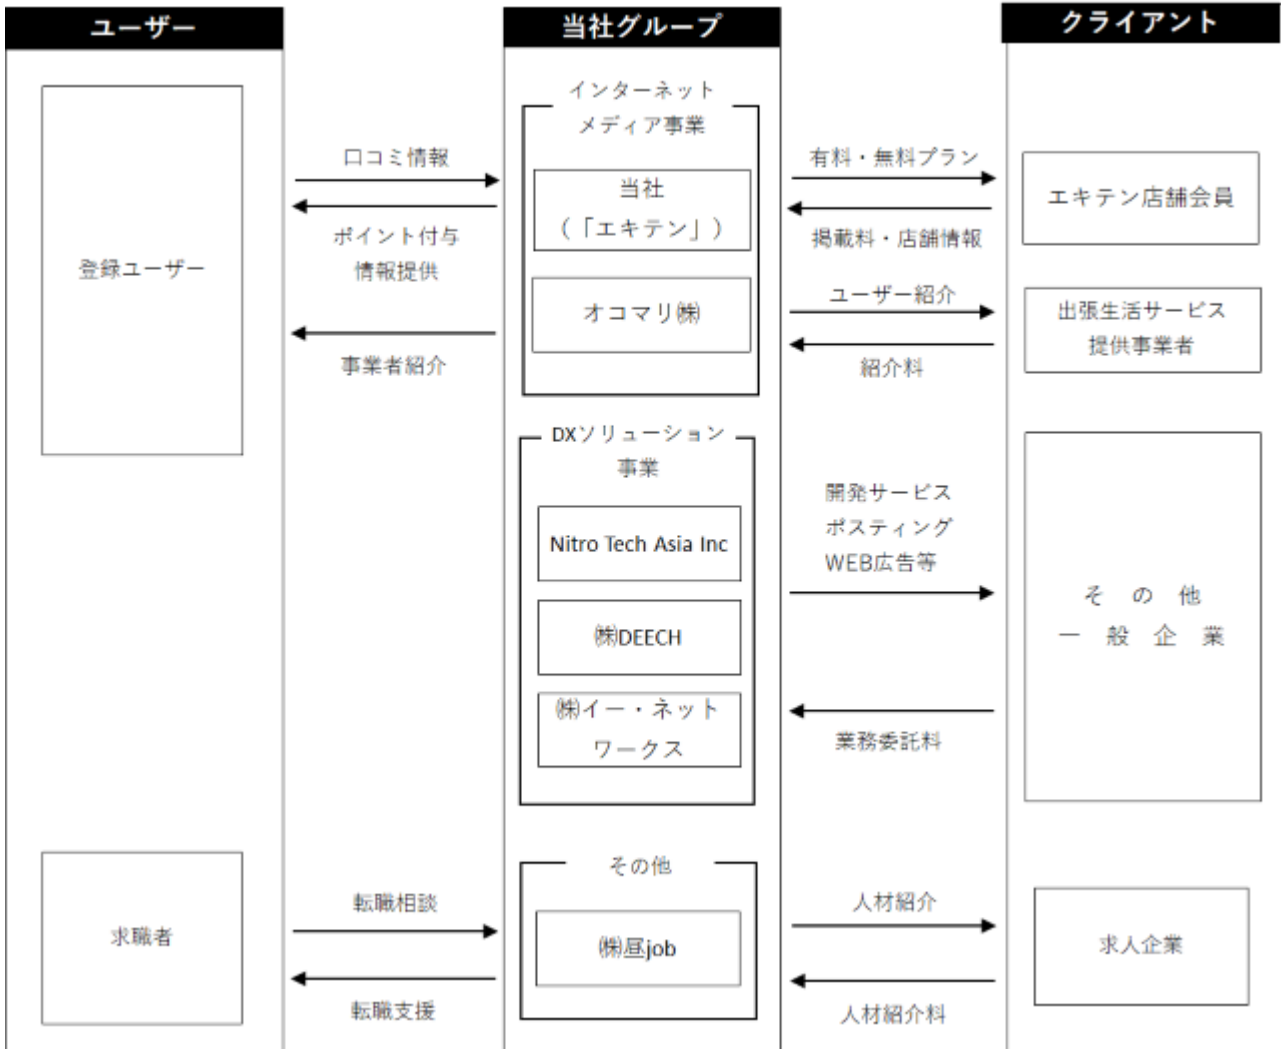 ユーザー
当社グループ
クライアント
インターネット
メディア事業
口コミ情報
有料・無料プラン
当社
（「エキテン」）
エキテン店舗会員
ポイント付与
情報提供
掲載料・店舗情報
登録ユーザー
ユーザー紹介
オコマリ㈱
出張生活サービス
提供事業者
事業者紹介
紹介料
DXソリューション
事業
開発サービス
ポスティング
WEB広告等
Nitro Tech Asia Inc
㈱DEECH
その他
一般企業
㈱イー・ネット
ワークス
業務委託料
その他
転職相談
人材紹介
求職者
㈱昼job
求人企業
転職支援
人材紹介料